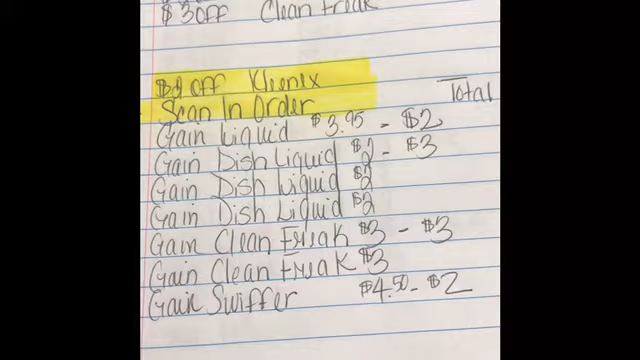 $3 off Clean Freak
off Kleenex
Scan In Order
Total
Gain Liquid $3.95 - $2
Gain Dish Liquid $2 - $3
Gain Dish Liquid $2
Gain Dish Liquid $2
Gain Clean Freak $3 - $3
Gain Clean Freak $3
Gain Swiffer $4.50 - $2